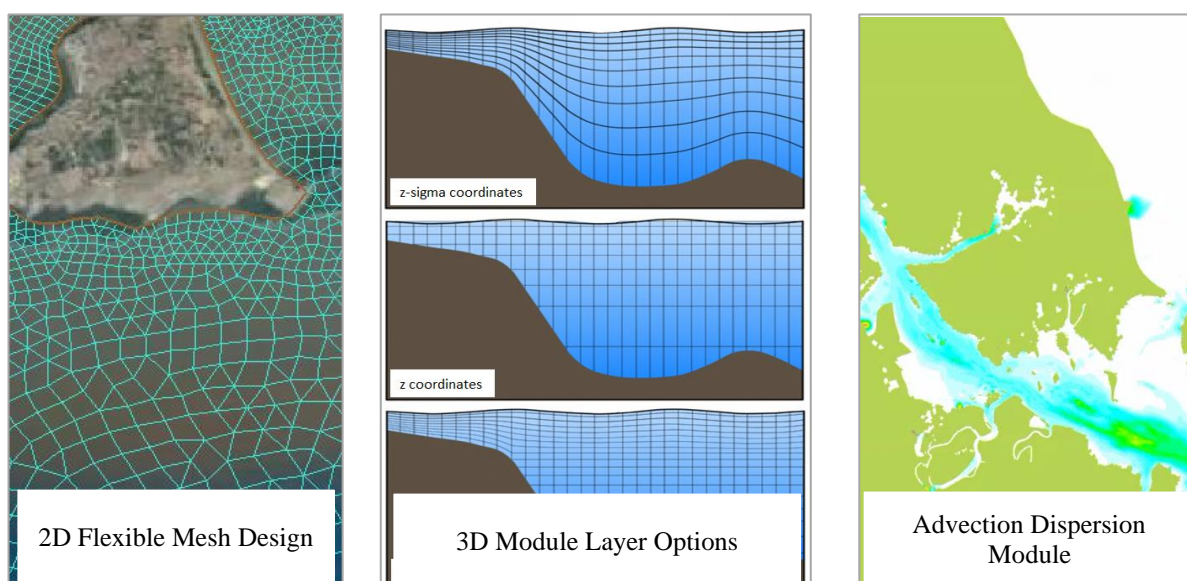 z-sigma coordinates
z coordinates
2D Flexible Mesh Design
3D Module Layer Options
Advection Dispersion
Module